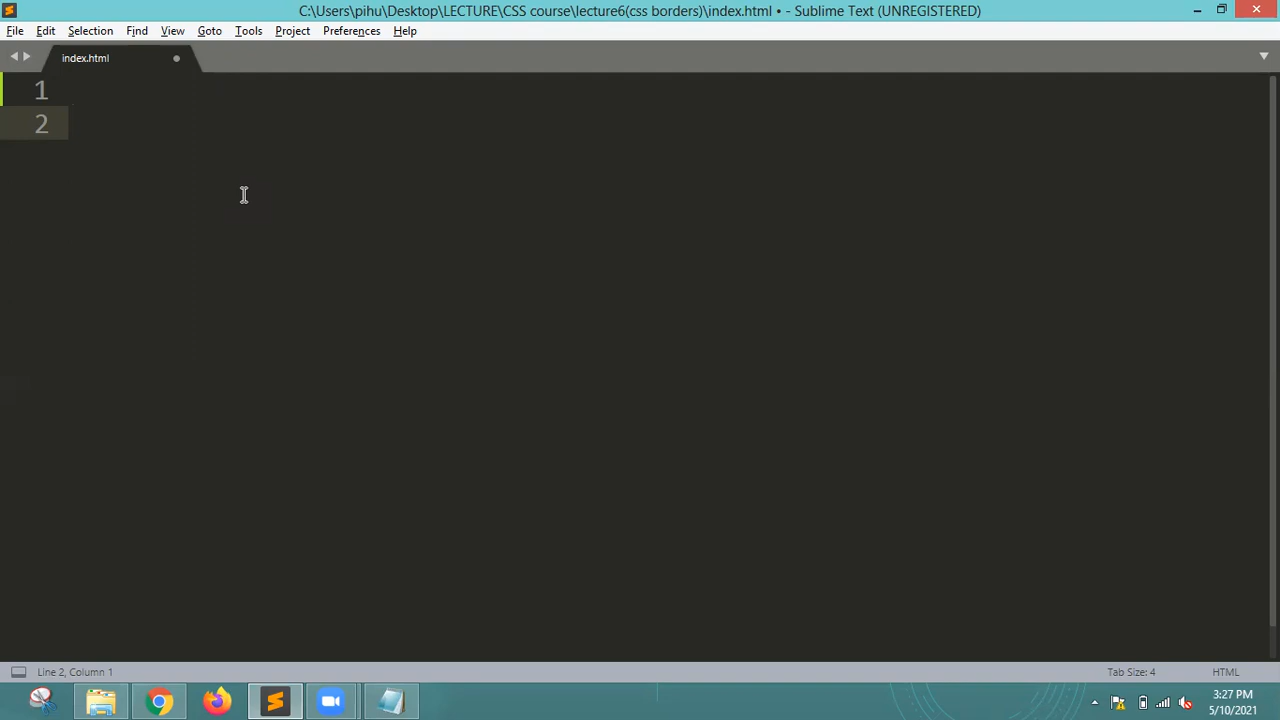 C:\Users\pihu\Desktop\LECTURE\CSS course\lecture6(css borders)\index.html • - Sublime Text (UNREGISTERED)
File Edit Selection Find View Goto Tools Project Preferences Help
index.html
1
2
Line 2, Column 1 Tab Size: 4 HTML
3:27 PM
5/10/2021